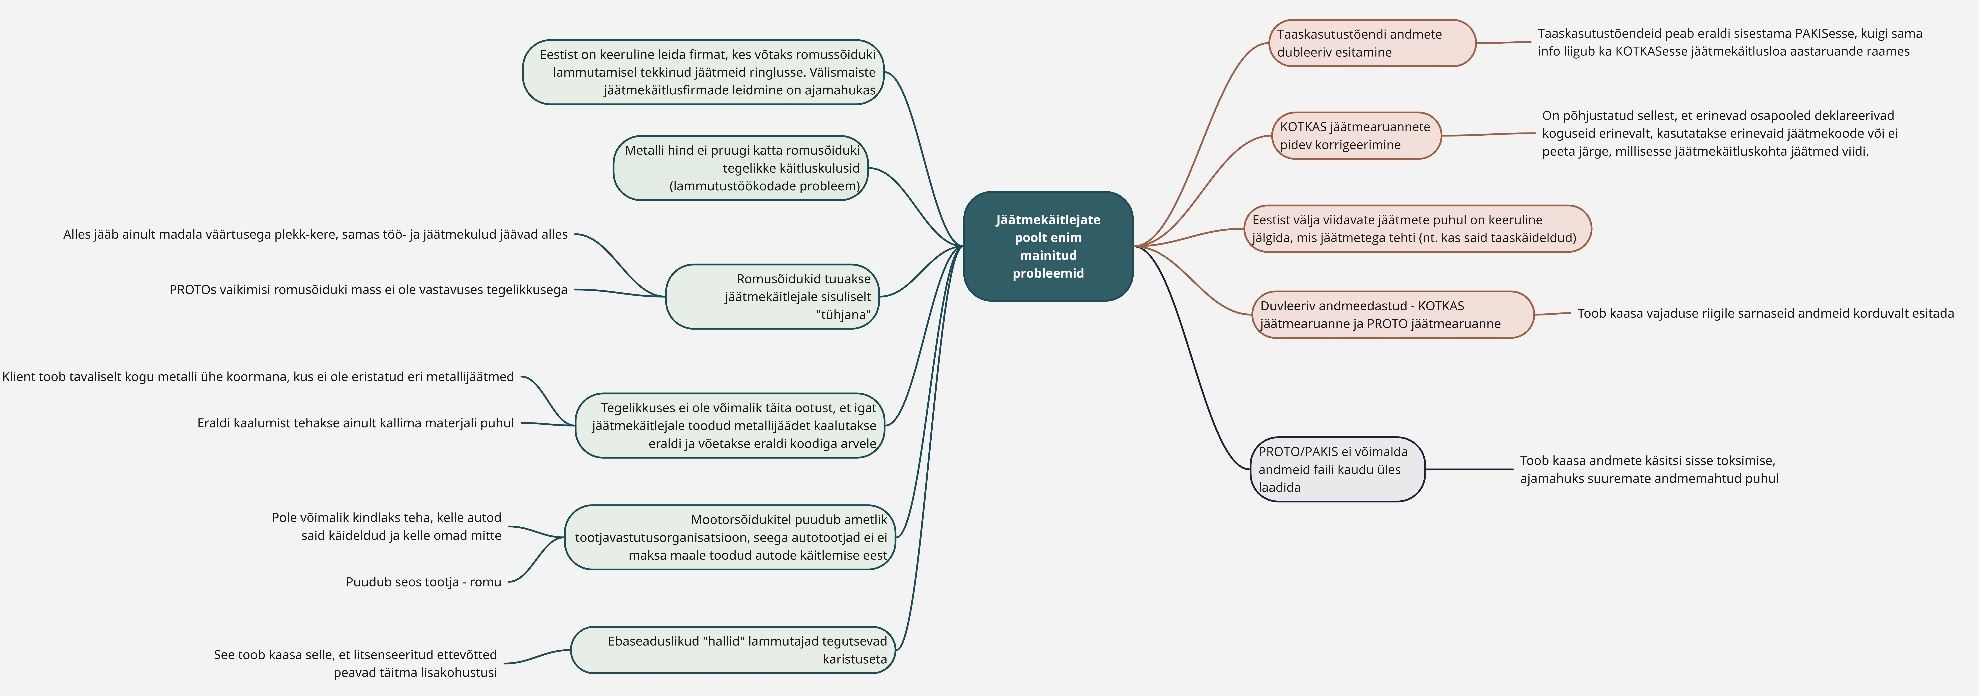 Jäätmekäitlejate
poolt enim
mainitud
probleemid
Eestist on keeruline leida firmat, kes võtaks romussõiduki
lammutamisel tekkinud jäätmeid ringlusse. Välismaiste
jäätmekäitlusfirmade leidmine on ajamahukas
Metalli hind ei pruugi katta romusõiduki
tegelikke käitluskulusid
(lammutustöökodade probleem)
Romusõidukid tuuakse
jäätmekäitlejale sisuliselt
"tühjana"
Alles jääb ainult madala väärtusega plekk-kere, samas töö- ja jäätmekulud jäävad alles
PROTOs vaikimisi romusõiduki mass ei ole vastavuses tegelikkusega
Tegelikkuses ei ole võimalik täita ootust, et igat
jäätmekäitlejale toodud metallijäädet kaalutakse
eraldi ja võetakse eraldi koodiga arvele
Klient toob tavaliselt kogu metalli ühe koormana, kus ei ole eristatud eri metallijäätmed
Eraldi kaalumist tehakse ainult kallima materjali puhul
Mootorsõidukitel puudub ametlik
tootjavastutusorganisatsioon, seega autotootjad ei ei
maksa maale toodud autode käitlemise eest
Pole võimalik kindlaks teha, kelle autod
said käideldud ja kelle omad mitte
Puudub seos tootja - romu
Ebaseaduslikud "hallid" lammutajad tegutsevad
karistuseta
See toob kaasa selle, et litsenseeritud ettevõtted
peavad täitma lisakohustusi
Taaskasutustõendi andmete
dubleeriv esitamine
Taaskasutustõendeid peab eraldi sisestama PAKISesse, kuigi sama
info liigub ka KOTKASesse jäätmekäitlusloa aastaruande raames
KOTKAS jäätmearuannete
pidev korrigeerimine
On põhjustatud sellest, et erinevad osapooled deklareerivad
koguseid erinevalt, kasutatakse erinevaid jäätmekoode või ei
peeta järge, millisesse jäätmekäitluskohta jäätmed viidi.
Eestist välja viidavate jäätmete puhul on keeruline
jälgida, mis jäätmetega tehti (nt. kas said taaskäideldud)
Duvleeriv andmeedastud - KOTKAS
jäätmearuanne ja PROTO jäätmearuanne
Toob kaasa vajaduse riigile sarnaseid andmeid korduvalt esitada
PROTO/PAKIS ei võimalda
andmeid faili kaudu üles
laadida
Toob kaasa andmete käsitsi sisse toksimise,
ajamahuks suuremate andmemahtud puhul